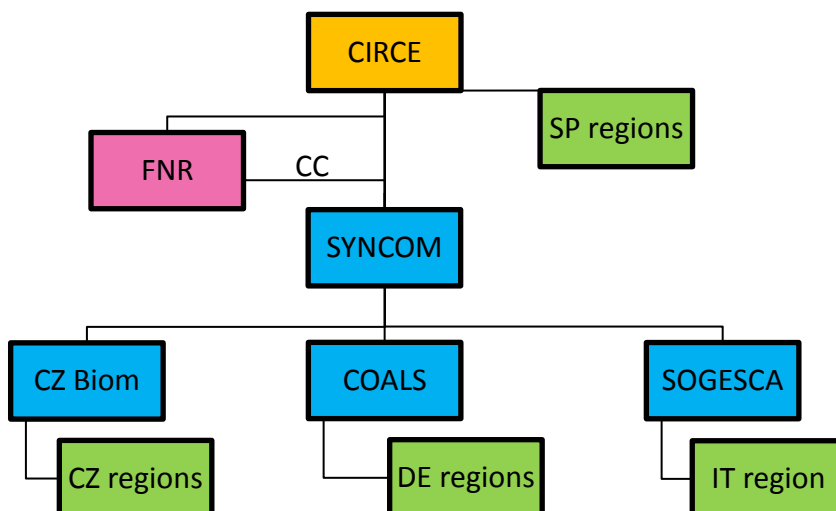 CIRCE
SP regions
FNR
CC
SYNCOM
CZ Biom
COALS
SOGESCA
CZ regions
DE regions
IT region